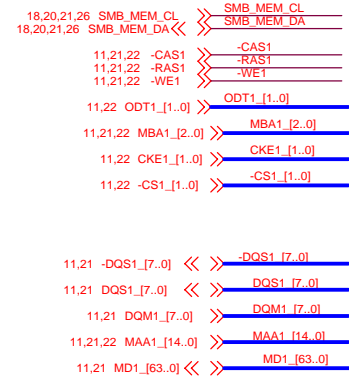 18,20,21,26 SMB_MEM_CL SMB_MEM_CL
18,20,21,26 SMB_MEM_DA SMB_MEM_DA
11,21,22 -CAS1 -CAS1
11,21,22 -RAS1 -RAS1
11,21,22 -WE1 -WE1
11,22 ODT1_[1..0] ODT1_[1..0]
11,21,22 MBA1_[2..0] MBA1_[2..0]
11,22 CKE1_[1..0] CKE1_[1..0]
11,22 -CS1_[1..0] -CS1_[1..0]
11,21 -DQS1_[7..0] -DQS1_[7..0]
11,21 DQS1_[7..0] DQS1_[7..0]
11,21 DQM1_[7..0] DQM1_[7..0]
11,21,22 MAA1_[14..0] MAA1_[14..0]
11,21 MD1_[63..0] MD1_[63..0]